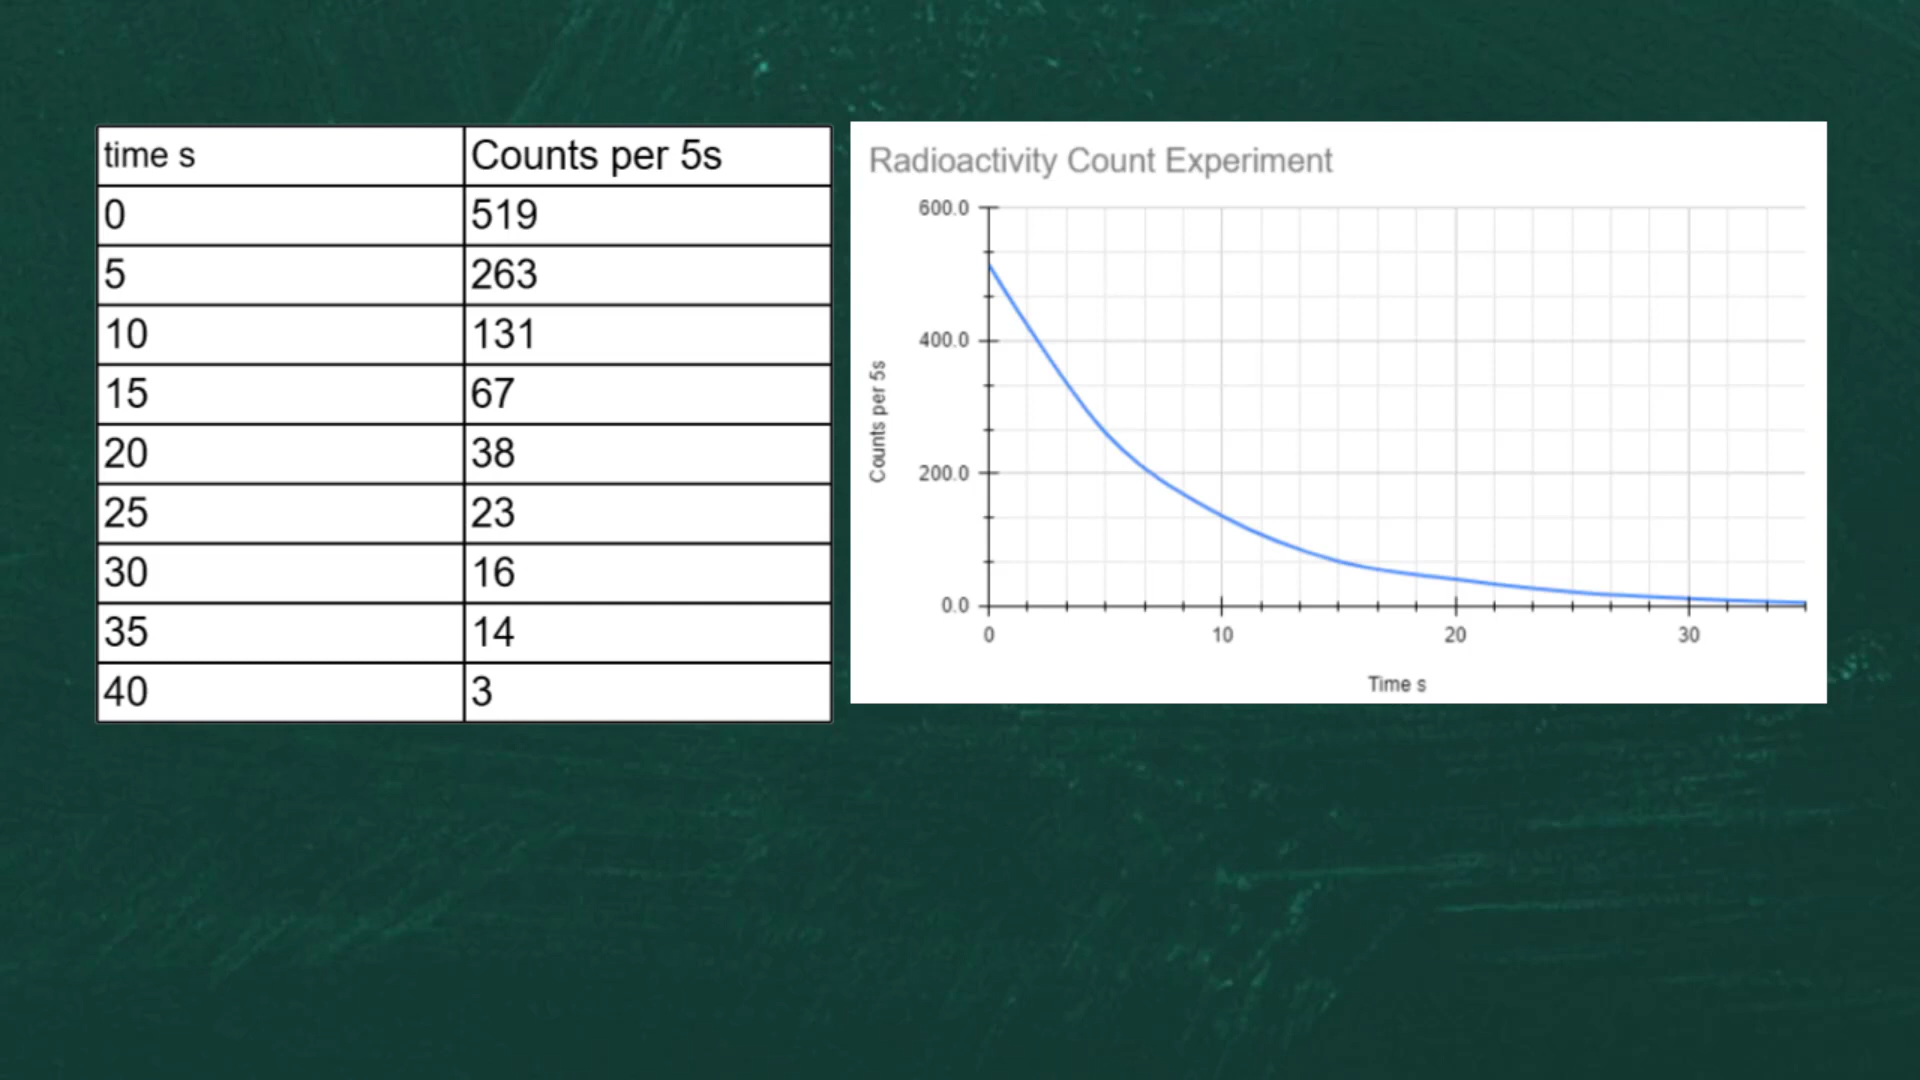 time s Counts per 5s
0 519
5 263
10 131
15 67
20 38
25 23
30 16
35 14
40 3
Radioactivity Count Experiment
600.0
400.0
200.0
0.0
Counts per 5s
0 10 20 30
Time s